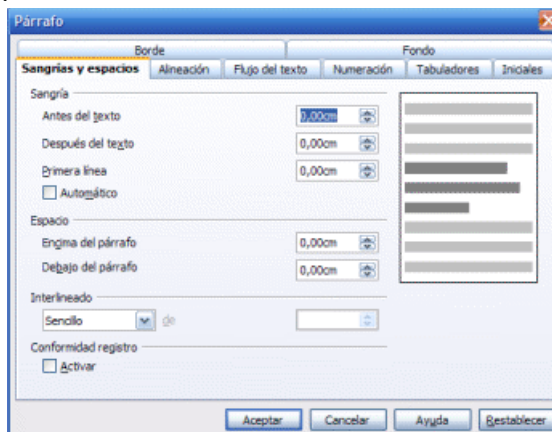 Párrafo
Borde Fondo
Sangrías y espacios Alineación Flujo del texto Numeración Tabuladores Iniciales
Sangría
Antes del texto 0,00cm
Después del texto 0,00cm
Primera línea 0,00cm
Automático
Espacio
Encima del párrafo 0,00cm
Debajo del párrafo 0,00cm
Interlineado
Sencillo de
Conformidad registro
Activar
Aceptar Cancelar Ayuda Restablecer